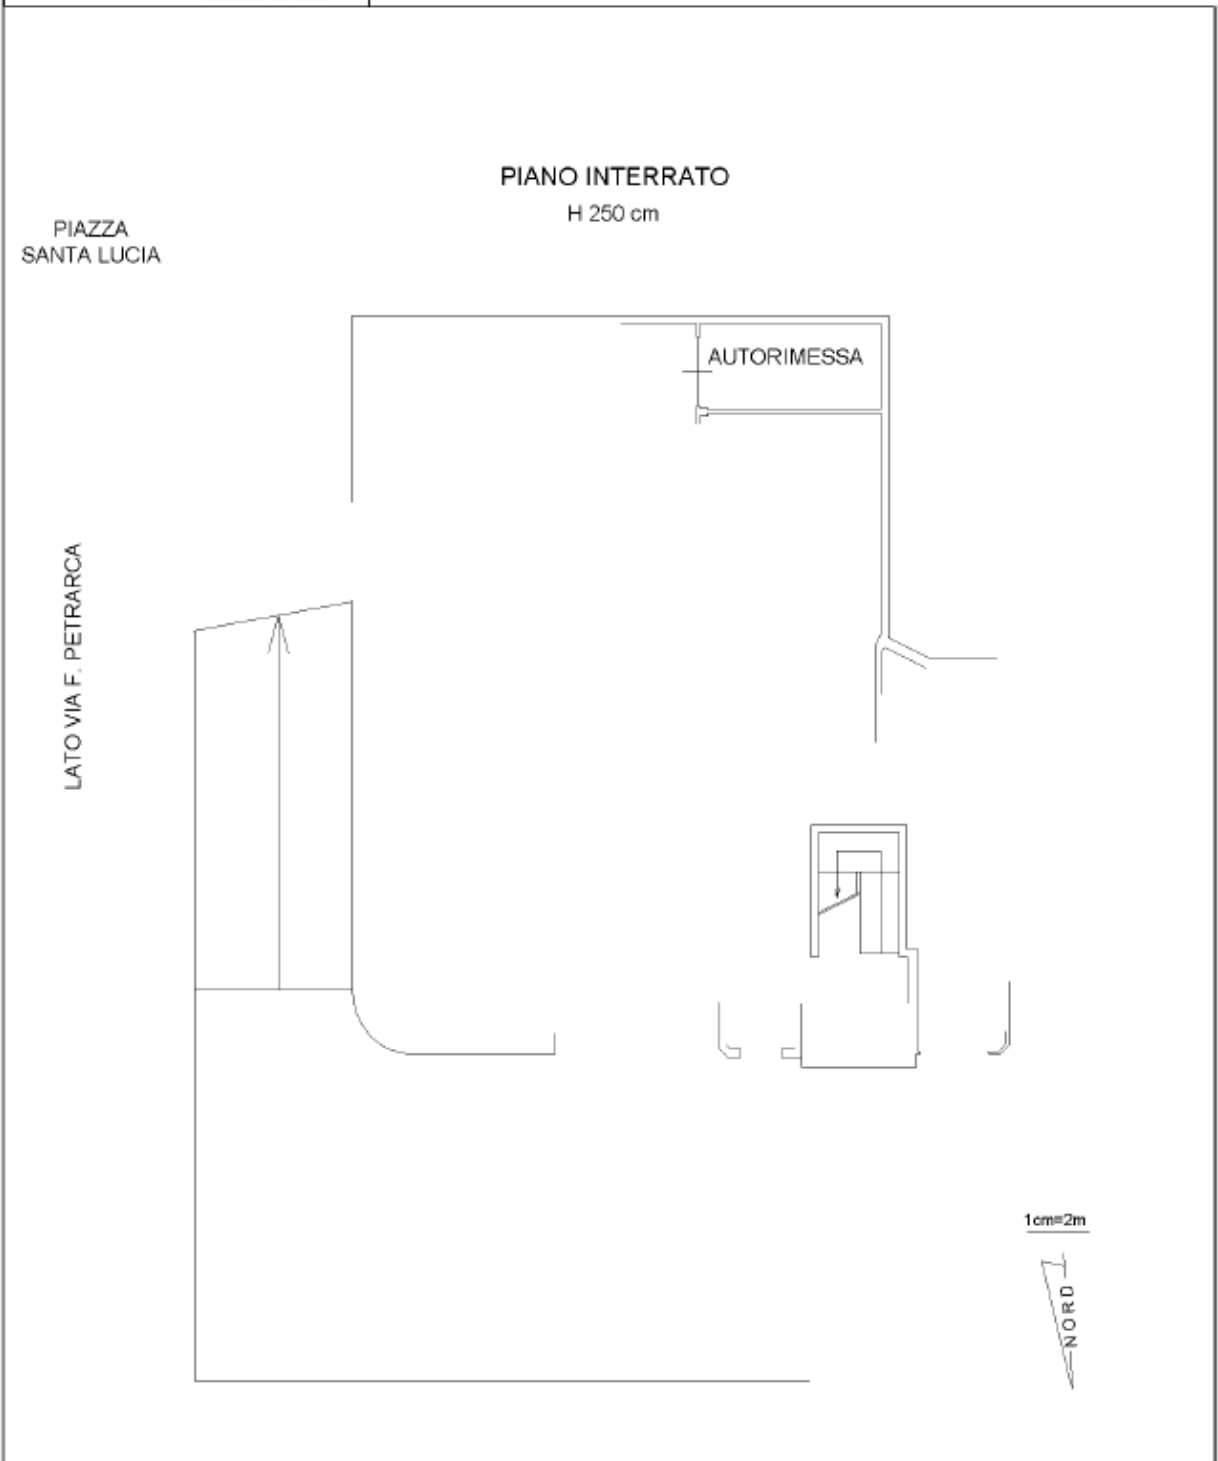 PIANO INTERRATO
H 250 cm
PIAZZA
SANTA LUCIA
AUTORIMESSA
LATO VIA F. PETRARCA
1cm=2m
NORD